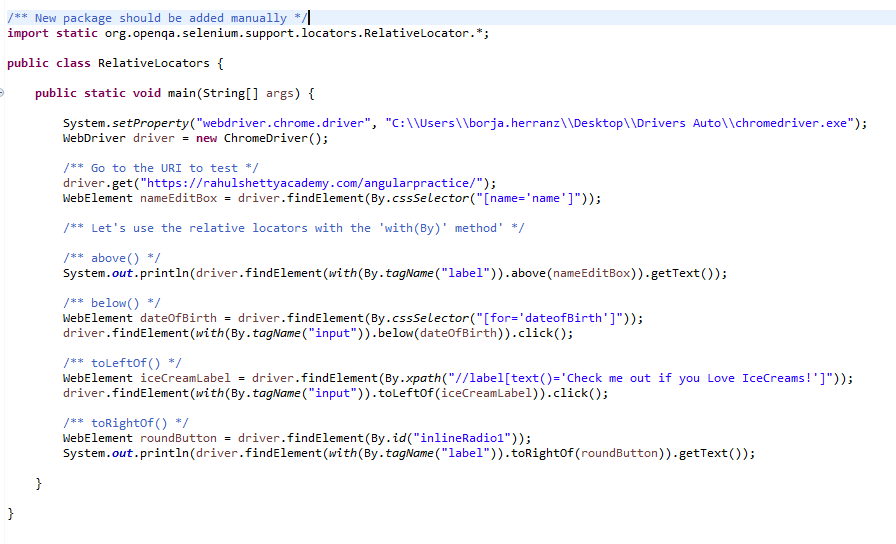 /** New package should be added manually */
import static org.openqa.selenium.support.locators.RelativeLocator.*;
public class RelativeLocators {
public static void main(String[] args) {
System.setProperty("webdriver.chrome.driver", "C:\\Users\\borja.herranz\\Desktop\\Drivers Auto\\chromedriver.exe");
WebDriver driver = new ChromeDriver();
/** Go to the URI to test */
driver.get("https://rahulshettyacademy.com/angularpractice/");
WebElement nameEditBox = driver.findElement(By.cssSelector("[name='name']"));
/** Let's use the relative locators with the 'with(By)' method' */
/** above() */
System.out.println(driver.findElement(with(By.tagName("label")).above(nameEditBox)).getText());
/** below() */
WebElement dateOfBirth = driver.findElement(By.cssSelector("[for='dateofBirth']"));
driver.findElement(with(By.tagName("input")).below(dateOfBirth)).click();
/** toLeftOf() */
WebElement iceCreamLabel = driver.findElement(By.xpath("//label[text()='Check me out if you Love IceCreams!']"));
driver.findElement(with(By.tagName("input")).toLeftOf(iceCreamLabel)).click();
/** toRightOf() */
WebElement roundButton = driver.findElement(By.id("inlineRadio1"));
System.out.println(driver.findElement(with(By.tagName("label")).toRightOf(roundButton)).getText());
}
}